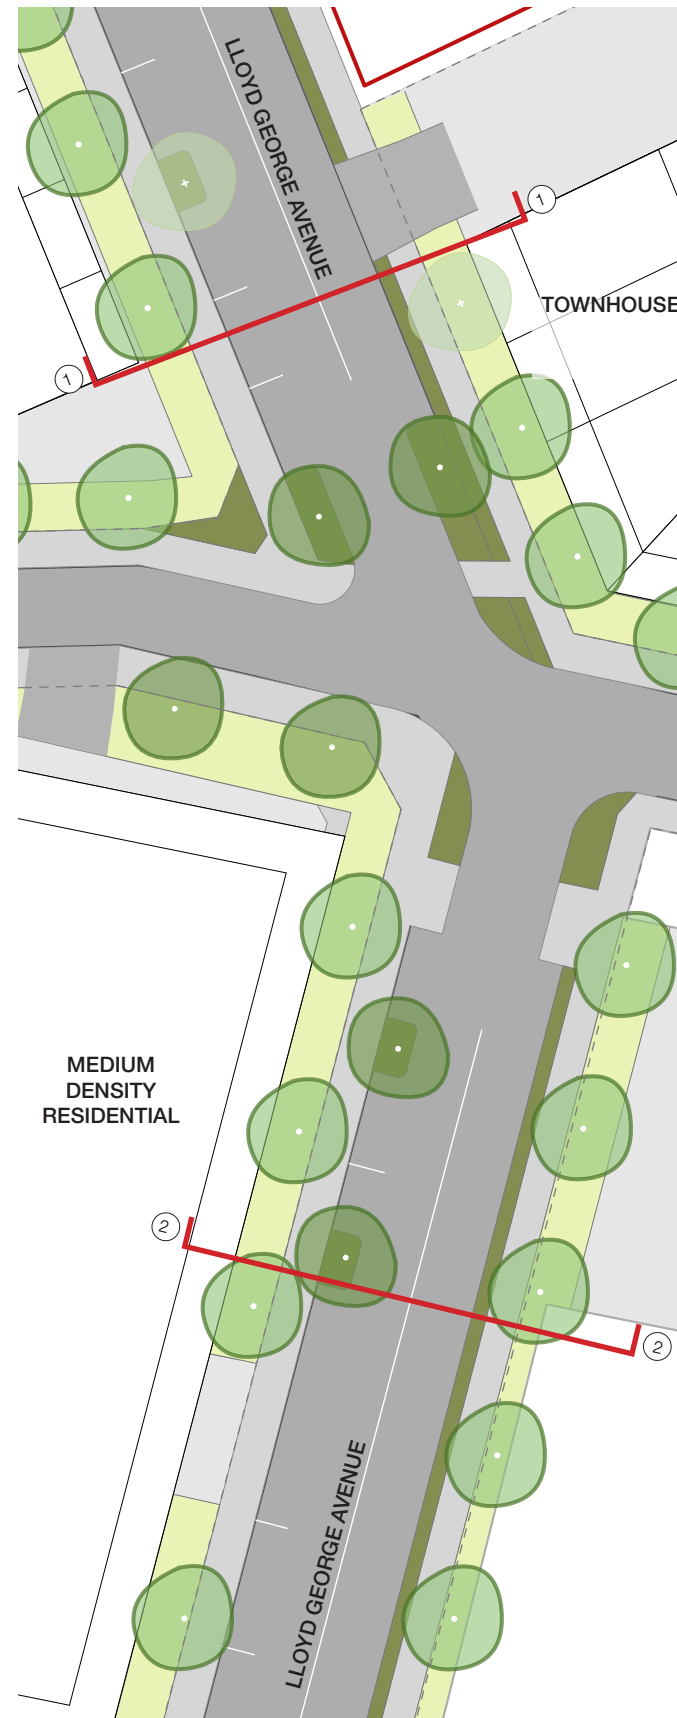 LLOYD GEORGE AVENUE
1
TOWNHOUSE
1
MEDIUM
DENSITY
RESIDENTIAL
2
2
LLOYD GEORGE AVENUE